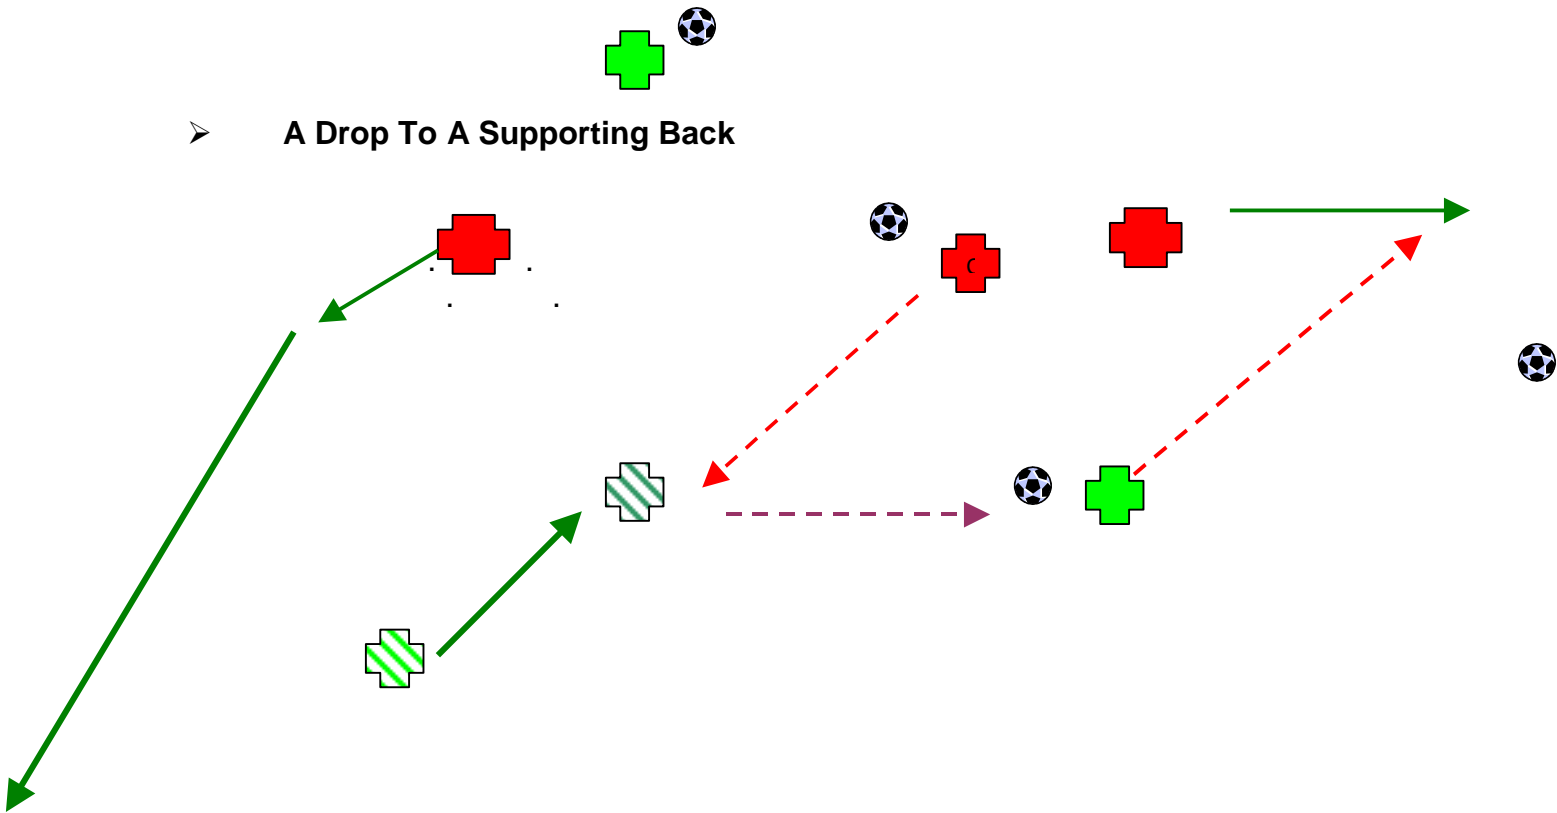 ➢ A Drop To A Supporting Back
. .
. .